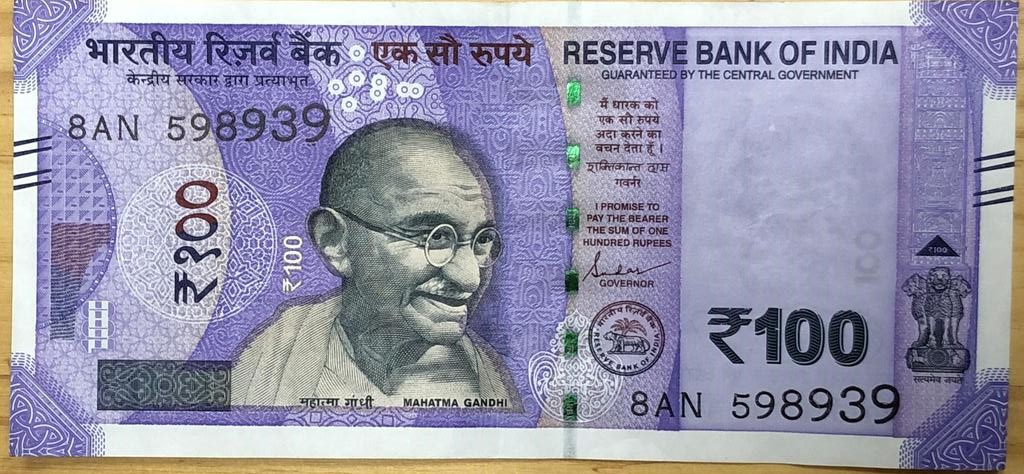 भारतीय रिज़र्व बैंक एक सौ रुपये RESERVE BANK OF INDIA
केन्द्रीय सरकार द्वारा प्रत्याभूत GUARANTEED BY THE CENTRAL GOVERNMENT
8AN 598939
₹१००
₹100
महात्मा गांधी MAHATMA GANDHI
मैं धारक को
एक सौ रुपये
अदा करने का
वचन देता हूँ ।
शक्तिकान्त दास
गवर्नर
I PROMISE TO
PAY THE BEARER
THE SUM OF ONE
HUNDRED RUPEES
GOVERNOR
भारतीय रिज़र्व बैंक
RESERVE BANK OF INDIA
100
₹100
₹100
सत्यमेव जयते
8AN 598939